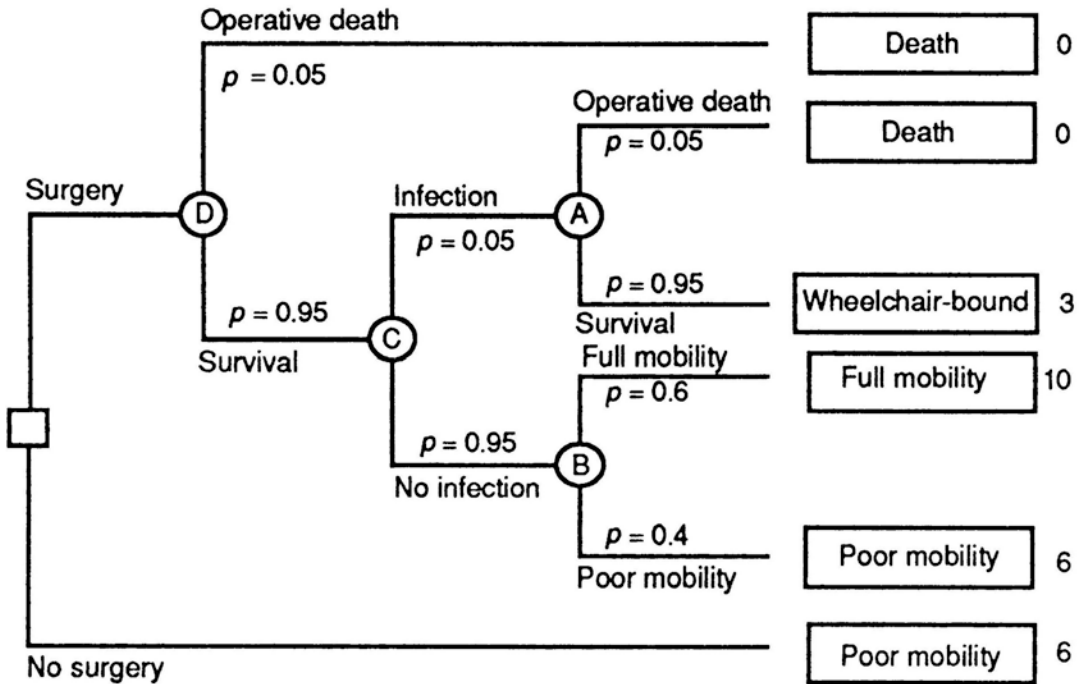 Operative death
Death 0
p = 0.05
Operative death
Death 0
p = 0.05
Surgery
Infection
D
A
p = 0.05
p = 0.95
Wheelchair-bound 3
p = 0.95
C
Survival
Survival
Full mobility
Full mobility 10
p = 0.6
p = 0.95
B
No infection
p = 0.4
Poor mobility 6
Poor mobility
Poor mobility 6
No surgery